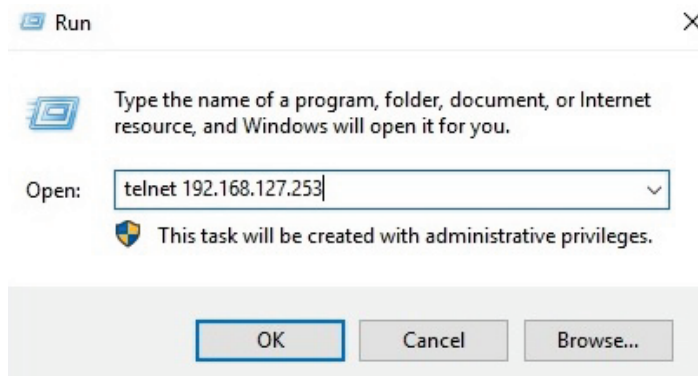 Run
Type the name of a program, folder, document, or Internet
resource, and Windows will open it for you.
Open: telnet 192.168.127.253
This task will be created with administrative privileges.
OK Cancel Browse...